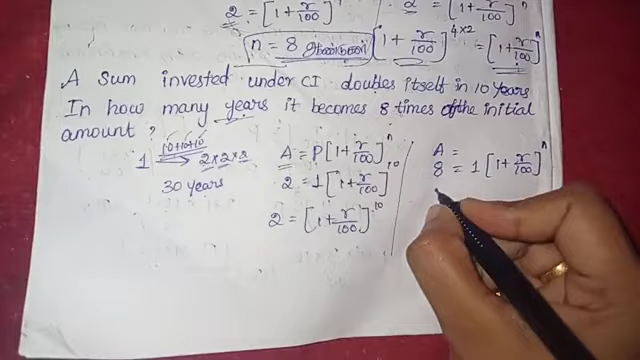 2 = [1 + r/100]
2 = [1 + r/100]^n
n = 8 ஆண்டுகள்
[1 + r/100]^4×2 = [1 + r/100]^n
A sum invested under CI doubles itself in 10 years
In how many years it becomes 8 times of the initial
amount ?
10+10+10
1 → 2×2×2
30 years
A = P[1 + r/100]^n
2 = 1[1 + r/100]^10
2 = [1 + r/100]^10
A =
8 = 1[1 + r/100]^n